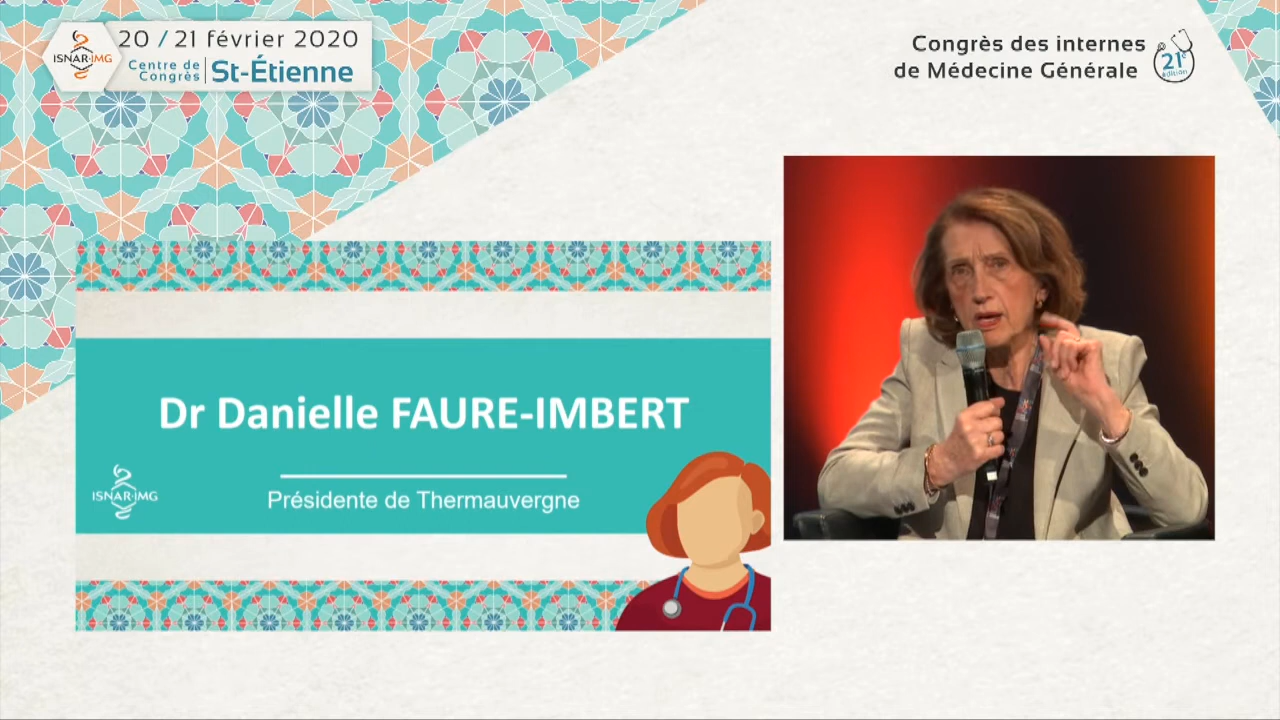 ISNAR-IMG
20 / 21 février 2020
Centre de
Congrès
St-Étienne
Congrès des internes
de Médecine Générale
21e
édition
Dr Danielle FAURE-IMBERT
Présidente de Thermauvergne
ISNAR-IMG